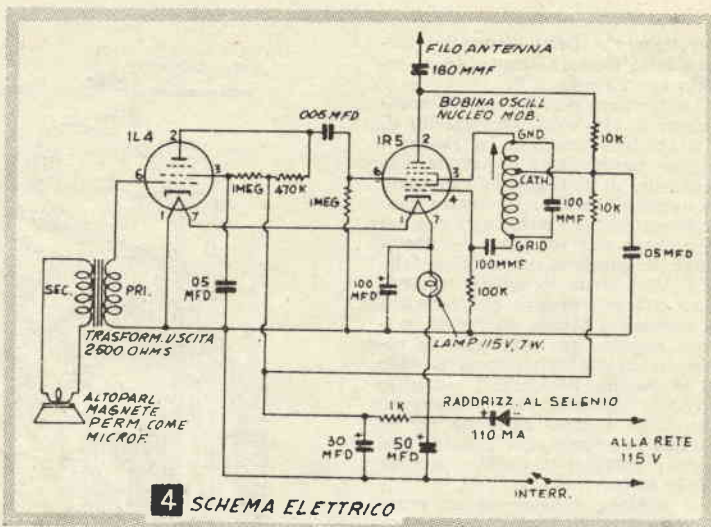 FILO ANTENNA
180 MMF
BOBINA OSCILL
NUCLEO MOB.
.005 MFD
1L4
2
6
3
1
7
1MEG
470K
1R5
2
6
3
4
1
7
GND
CATH.
GRID
10K
10K
100
MMF
1MEG
100MMF
.05 MFD
100
MFD
100K
.05
MFD
SEC.
PRI.
TRASFORM. USCITA
2500 OHMS
LAMP 115V, 7W.
ALTOPARL.
MAGNETE
PERM. COME
MICROF.
1K
RADDRIZZ. AL SELENIO
110 MA
30
MFD
50
MFD
ALLA RETE
115 V
INTERR.
4 SCHEMA ELETTRICO